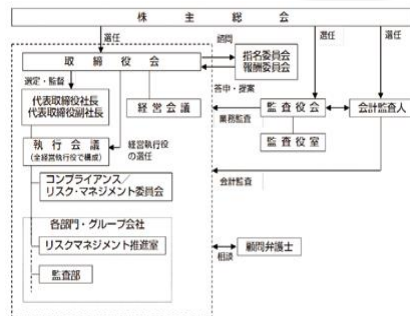 株主総会
選任
諮問
選任
選任
取締役会
指名委員会
報酬委員会
選定・監督
答申・提案
代表取締役社長
代表取締役副社長
経営会議
監査役会
会計監査人
業務監査
執行会議
(全経営執行役で構成)
経営執行役
の選任
監査役室
コンプライアンス/
リスク・マネジメント委員会
会計監査
各部門・グループ会社
リスクマネジメント推進室
顧問弁護士
相談
監査部